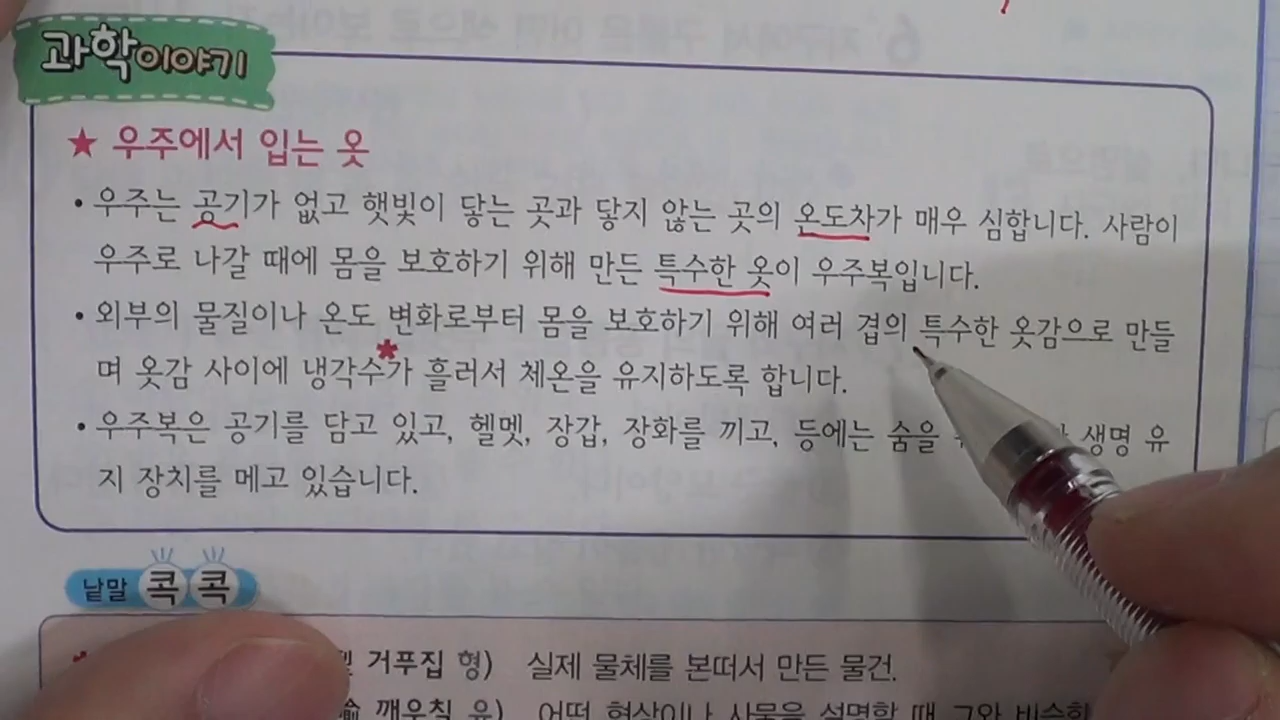 과학이야기
★ 우주에서 입는 옷
• 우주는 공기가 없고 햇빛이 닿는 곳과 닿지 않는 곳의 온도차가 매우 심합니다. 사람이
우주로 나갈 때에 몸을 보호하기 위해 만든 특수한 옷이 우주복입니다.
• 외부의 물질이나 온도 변화로부터 몸을 보호하기 위해 여러 겹의 특수한 옷감으로 만들
며 옷감 사이에 냉각수*가 흘러서 체온을 유지하도록 합니다.
• 우주복은 공기를 담고 있고, 헬멧, 장갑, 장화를 끼고, 등에는 숨을 생명 유
지 장치를 메고 있습니다.
낱말 콕콕
거푸집 형) 실제 물체를 본떠서 만든 물건.
깨우칠 유) 어떤 현상이나 사물을 설명할 때 그와 비슷한